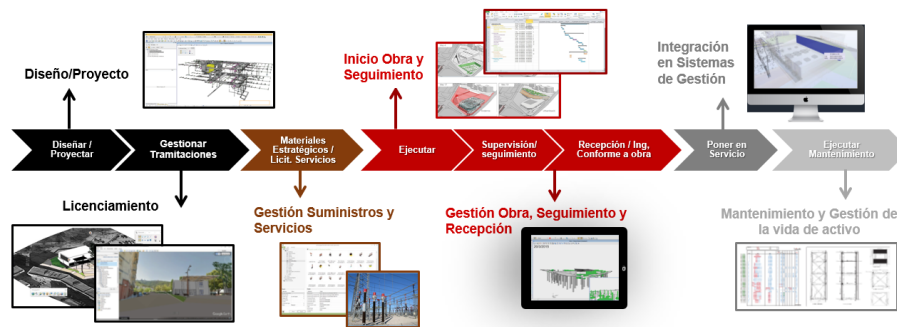 Diseño/Proyecto
Inicio Obra y
Seguimiento
Integración
en Sistemas
de Gestión
Diseñar /
Proyectar
Gestionar
Tramitaciones
Materiales
Estratégicos /
Licit. Servicios
Ejecutar
Supervisión/
seguimiento
Recepción / Ing,
Conforme a obra
Poner en
Servicio
Ejecutar
Mantenimiento
Licenciamiento
Gestión Suministros y
Servicios
Gestión Obra, Seguimiento y
Recepción
Mantenimiento y Gestión de
la vida de activo